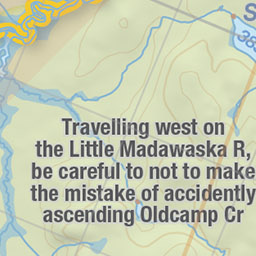 S
38
Travelling west on
the Little Madawaska R,
be careful to not to make
the mistake of accidently
ascending Oldcamp Cr